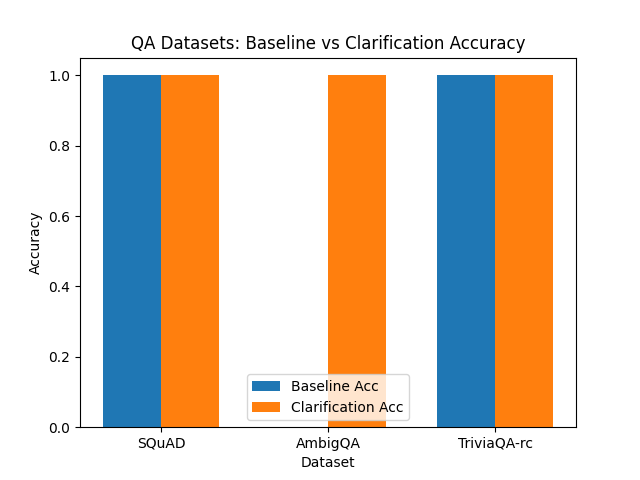 QA Datasets: Baseline vs Clarification Accuracy
1.0
0.8
0.6
0.4
0.2
0.0
Accuracy
Baseline Acc
Clarification Acc
SQuAD AmbigQA TriviaQA-rc
Dataset